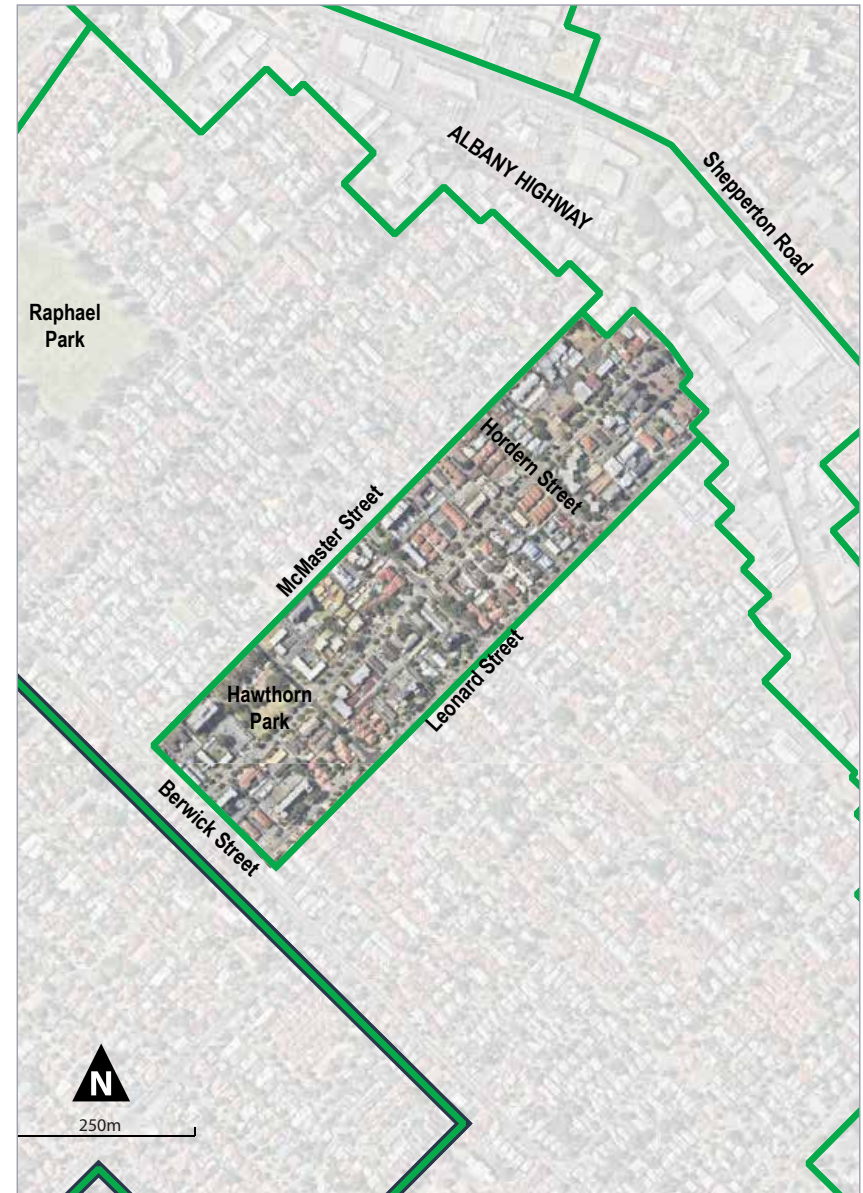 ALBANY HIGHWAY
Shepperton Road
Raphael
Park
Hordern Street
McMaster Street
Leonard Street
Hawthorn
Park
Berwick Street
N
250m